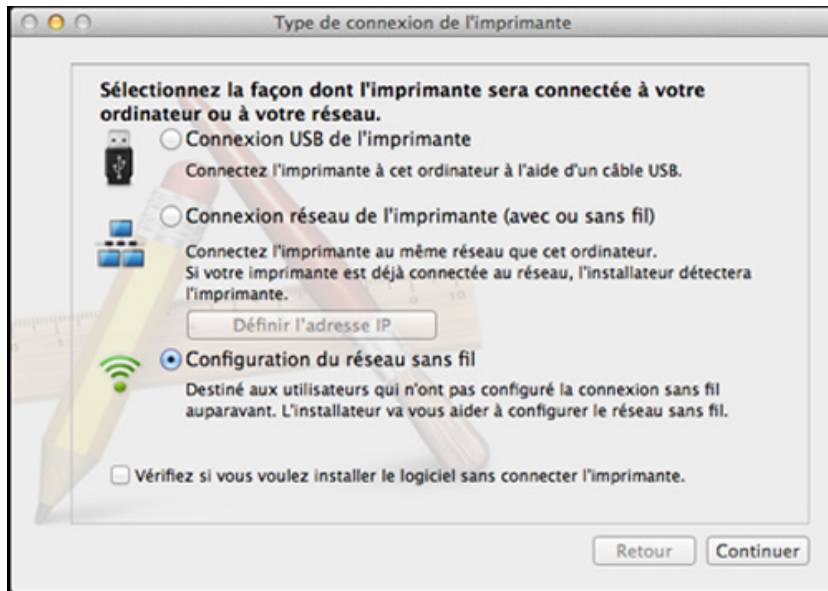 Type de connexion de l'imprimante
Sélectionnez la façon dont l'imprimante sera connectée à votre
ordinateur ou à votre réseau.
Connexion USB de l'imprimante
Connectez l'imprimante à cet ordinateur à l'aide d'un câble USB.
Connexion réseau de l'imprimante (avec ou sans fil)
Connectez l'imprimante au même réseau que cet ordinateur.
Si votre imprimante est déjà connectée au réseau, l'installateur détectera
l'imprimante.
Définir l'adresse IP
Configuration du réseau sans fil
Destiné aux utilisateurs qui n'ont pas configuré la connexion sans fil
auparavant. L'installateur va vous aider à configurer le réseau sans fil.
Vérifiez si vous voulez installer le logiciel sans connecter l'imprimante.
Retour
Continuer